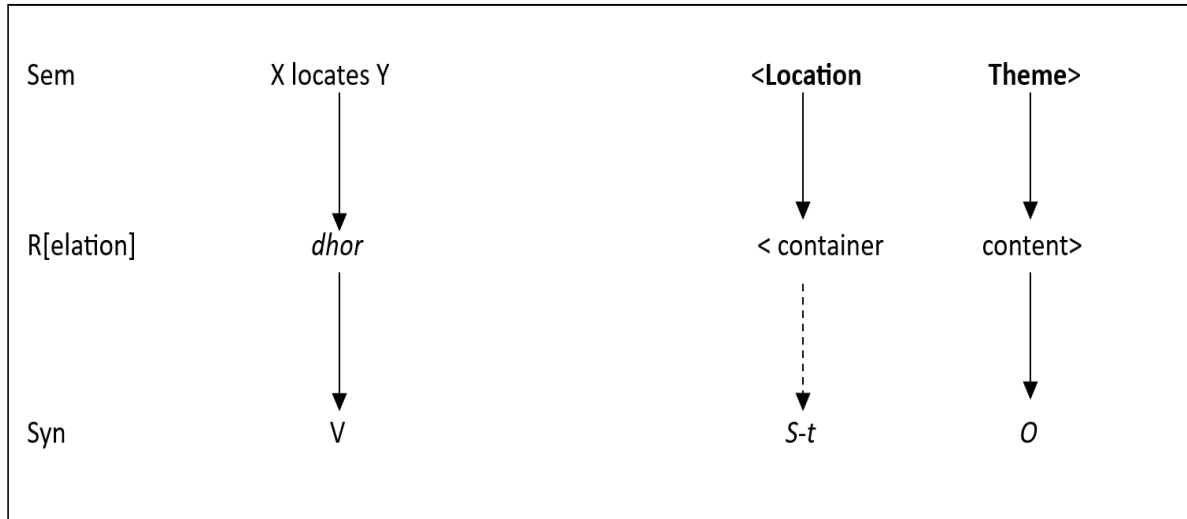 Sem X locates Y <Location Theme>
R[elation] dhor < container content>
Syn V S-t O